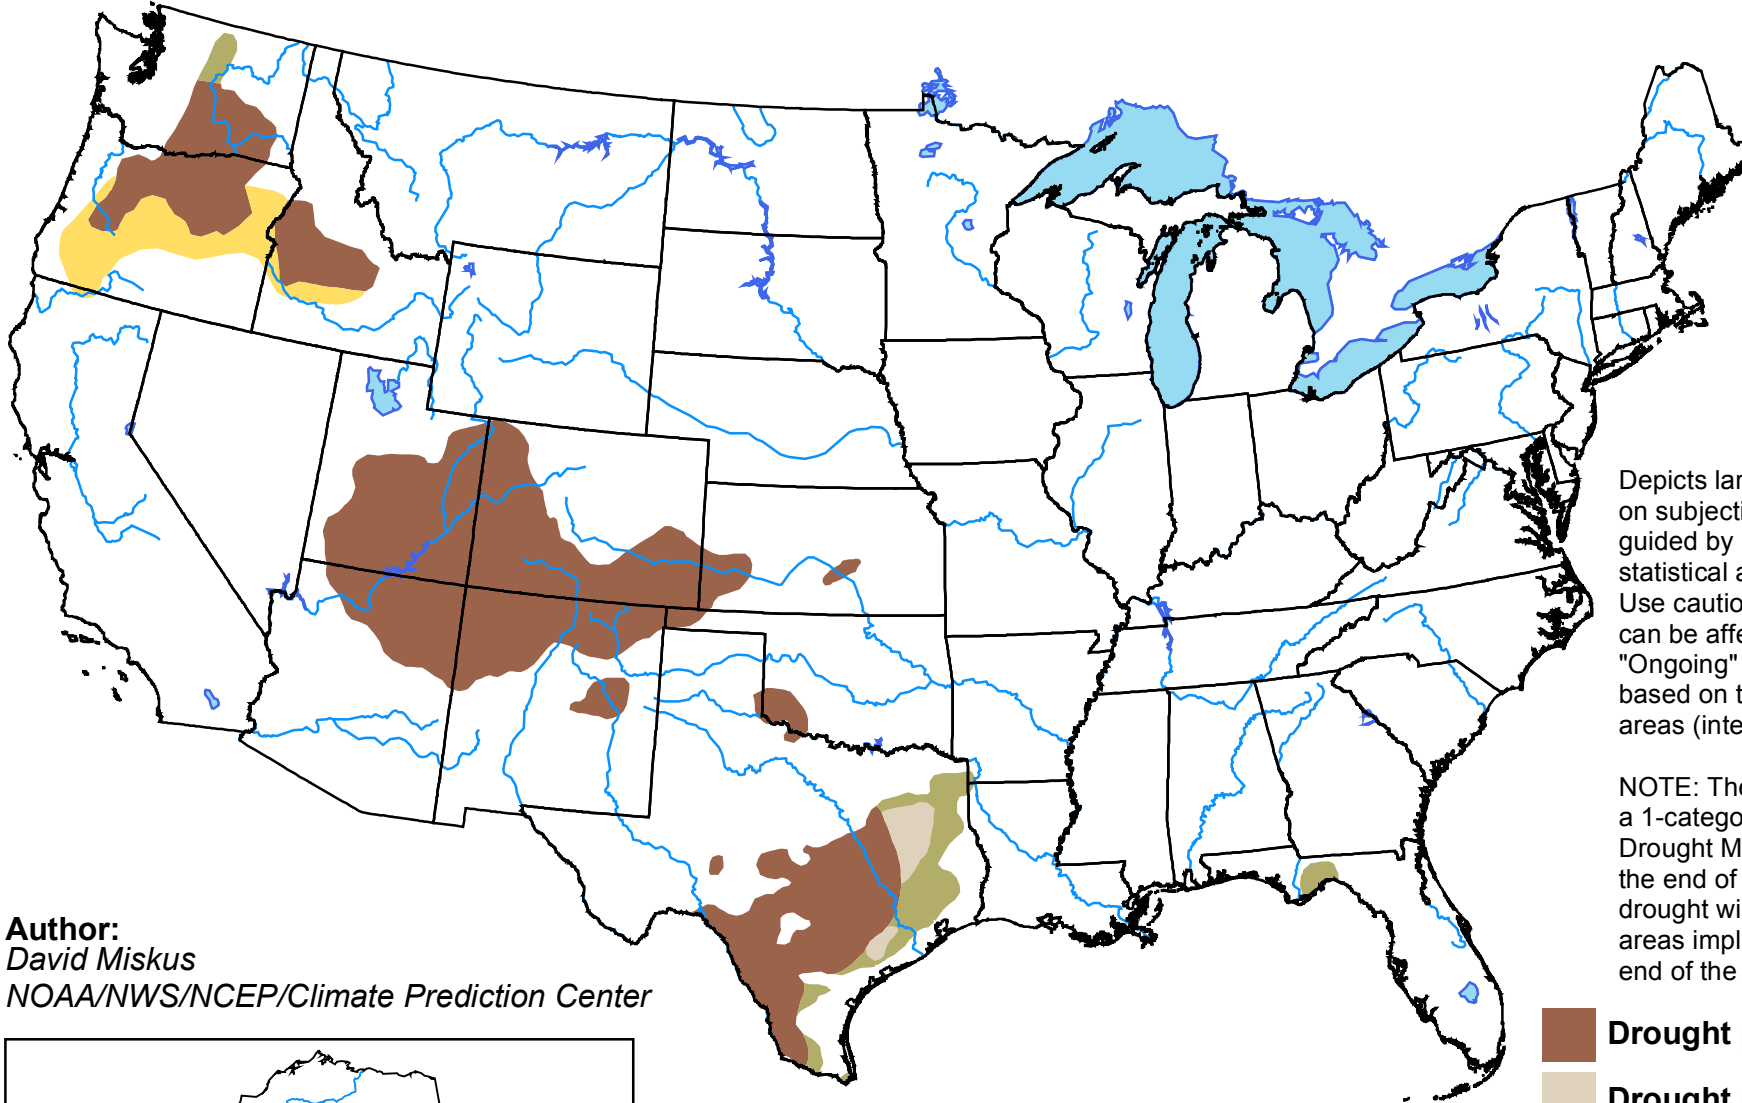 Depicts lar
on subjecti
guided by
statistical a
Use cautio
can be affe
"Ongoing"
based on t
areas (inte
NOTE: The
a 1-catego
Drought M
the end of
drought wi
areas impl
end of the
Author:
David Miskus
NOAA/NWS/NCEP/Climate Prediction Center
Drought
Drought